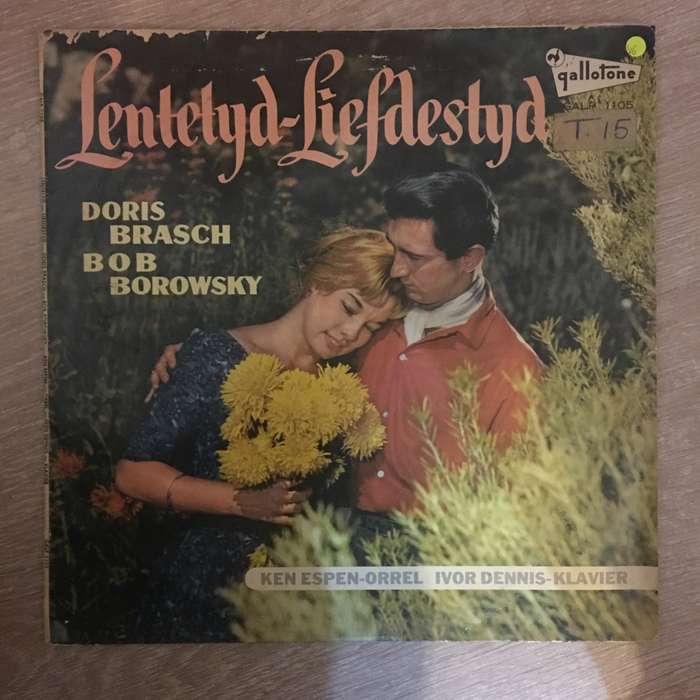 Lentetyd-Liefdestyd
gallotone
GALP 1105
T. 15
DORIS
BRASCH
BOB
BOROWSKY
KEN ESPEN-ORREL IVOR DENNIS-KLAVIER